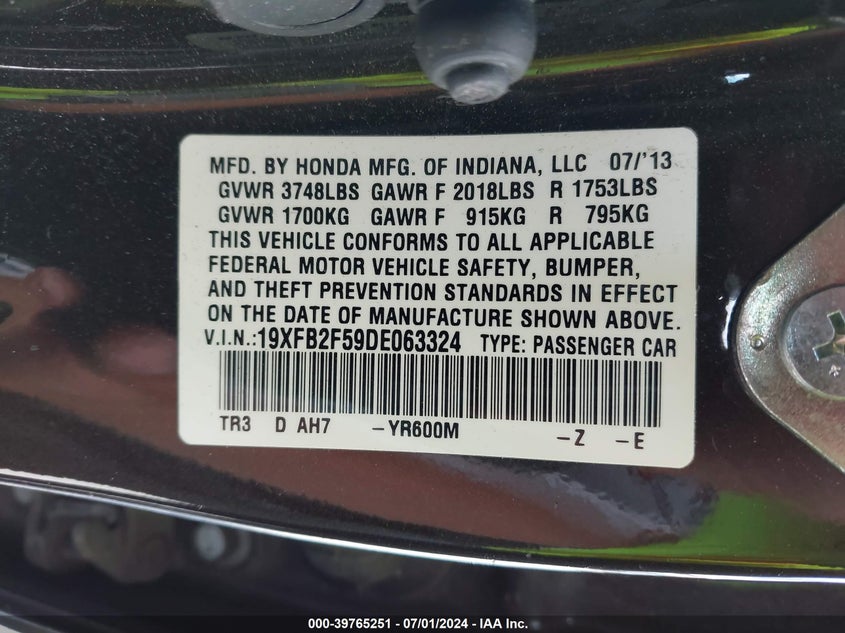 MFD. BY HONDA MFG. OF INDIANA, LLC 07/'13
GVWR 3748LBS GAWR F 2018LBS R 1753LBS
GVWR 1700KG GAWR F 915KG R 795KG
THIS VEHICLE CONFORMS TO ALL APPLICABLE
FEDERAL MOTOR VEHICLE SAFETY, BUMPER,
AND THEFT PREVENTION STANDARDS IN EFFECT
ON THE DATE OF MANUFACTURE SHOWN ABOVE.
V.I.N.:19XFB2F59DE063324 TYPE: PASSENGER CAR
TR3 D AH7 -YR600M -Z -E
000-39765251 - 07/01/2024 - IAA Inc.